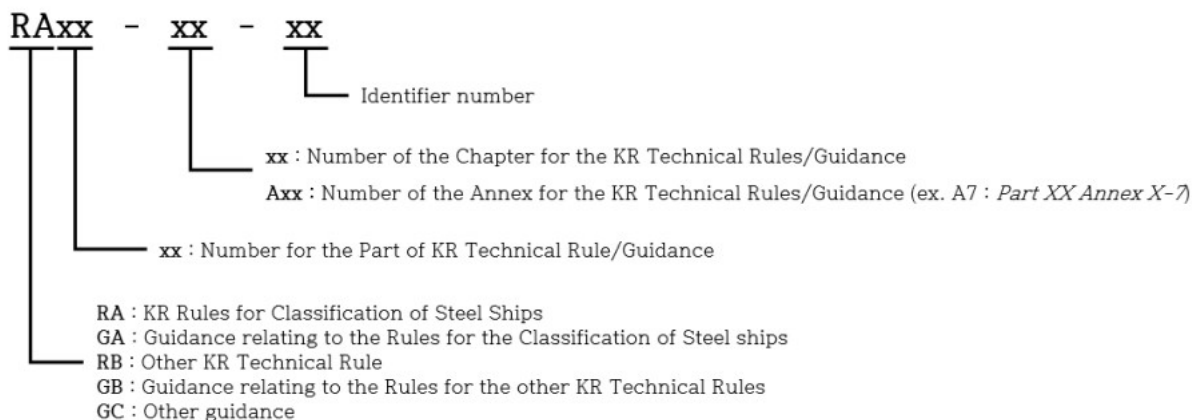 RAxx - xx - xx
Identifier number
xx : Number of the Chapter for the KR Technical Rules/Guidance
Axx : Number of the Annex for the KR Technical Rules/Guidance (ex. A7 : Part XX Annex X-7)
xx : Number for the Part of KR Technical Rule/Guidance
RA : KR Rules for Classification of Steel Ships
GA : Guidance relating to the Rules for the Classification of Steel ships
RB : Other KR Technical Rule
GB : Guidance relating to the Rules for the other KR Technical Rules
GC : Other guidance